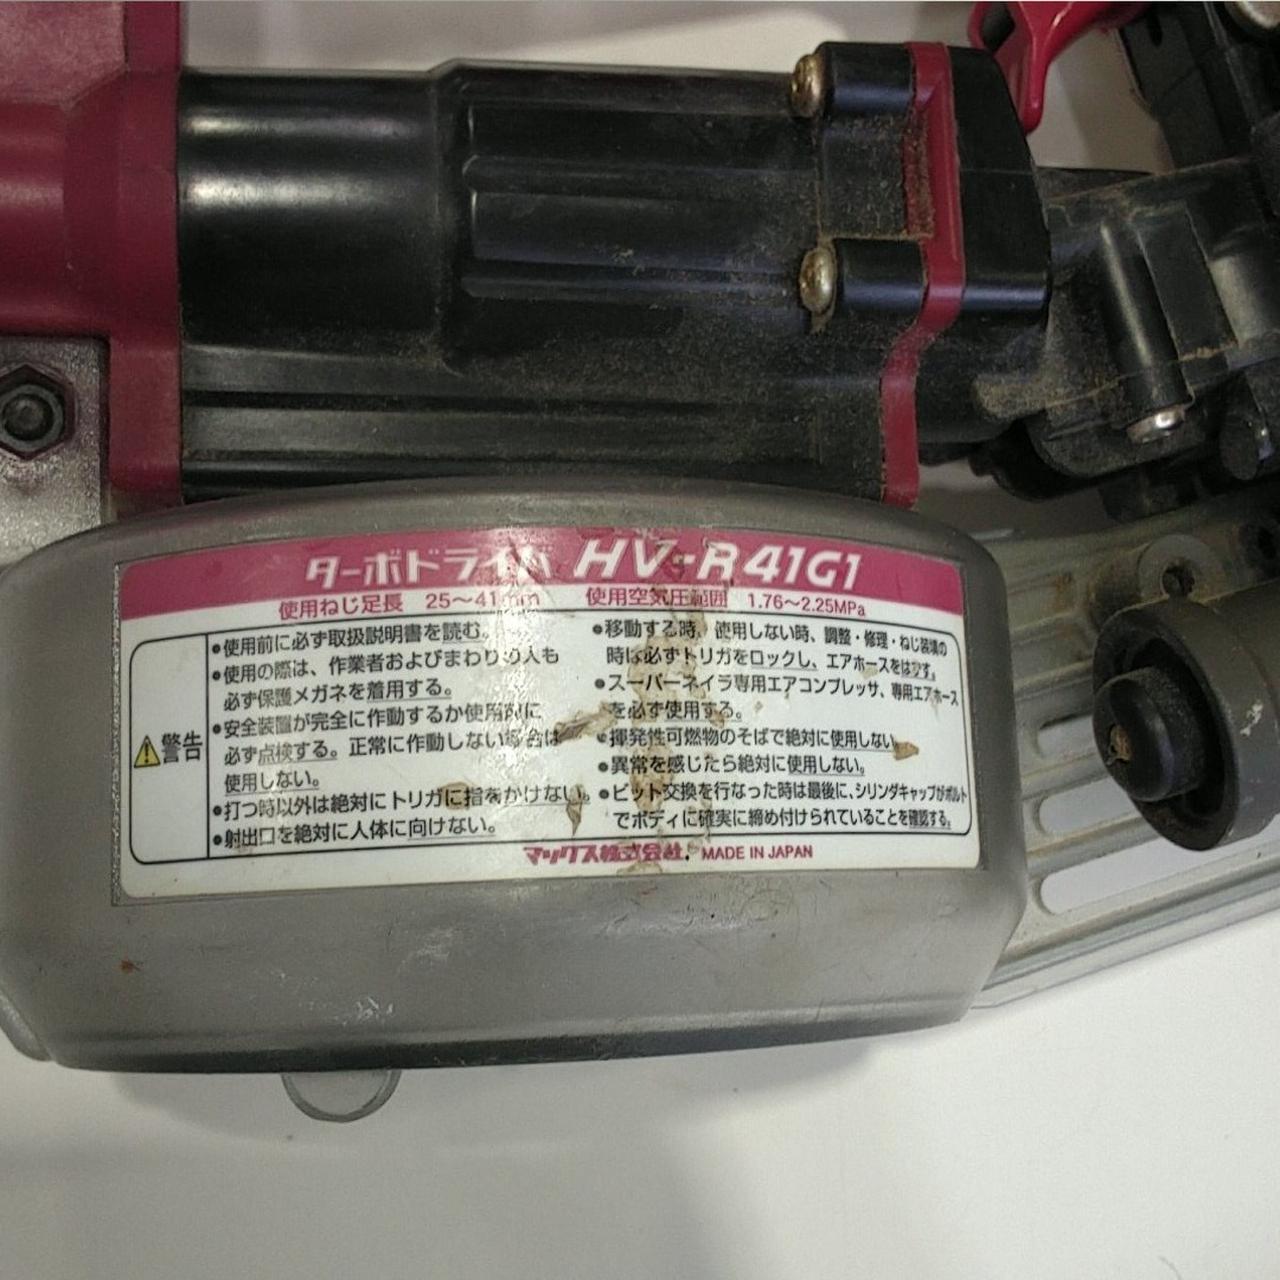 ターボドライバ HV-R41G1
使用ねじ足長 25～41mm 使用空気圧範囲 1.76～2.25MPa
警告
●使用前に必ず取扱説明書を読む。
●使用の際は、作業者およびまわりの人も
必ず保護メガネを着用する。
●安全装置が完全に作動するか使用前に
必ず点検する。正常に作動しない場合は
使用しない。
●打つ時以外は絶対にトリガに指をかけない。
●射出口を絶対に人体に向けない。
●移動する時、使用しない時、調整・修理・ねじ装填の
時は必ずトリガをロックし、エアホースをはずす。
●スーパーネイラ専用エアコンプレッサ、専用エアホース
を必ず使用する。
●揮発性可燃物のそばで絶対に使用しない
●異常を感じたら絶対に使用しない。
●ビット交換を行なった時は最後に、シリンダキャップがボルト
でボディに確実に締め付けられていることを確認する。
マックス株式会社. MADE IN JAPAN